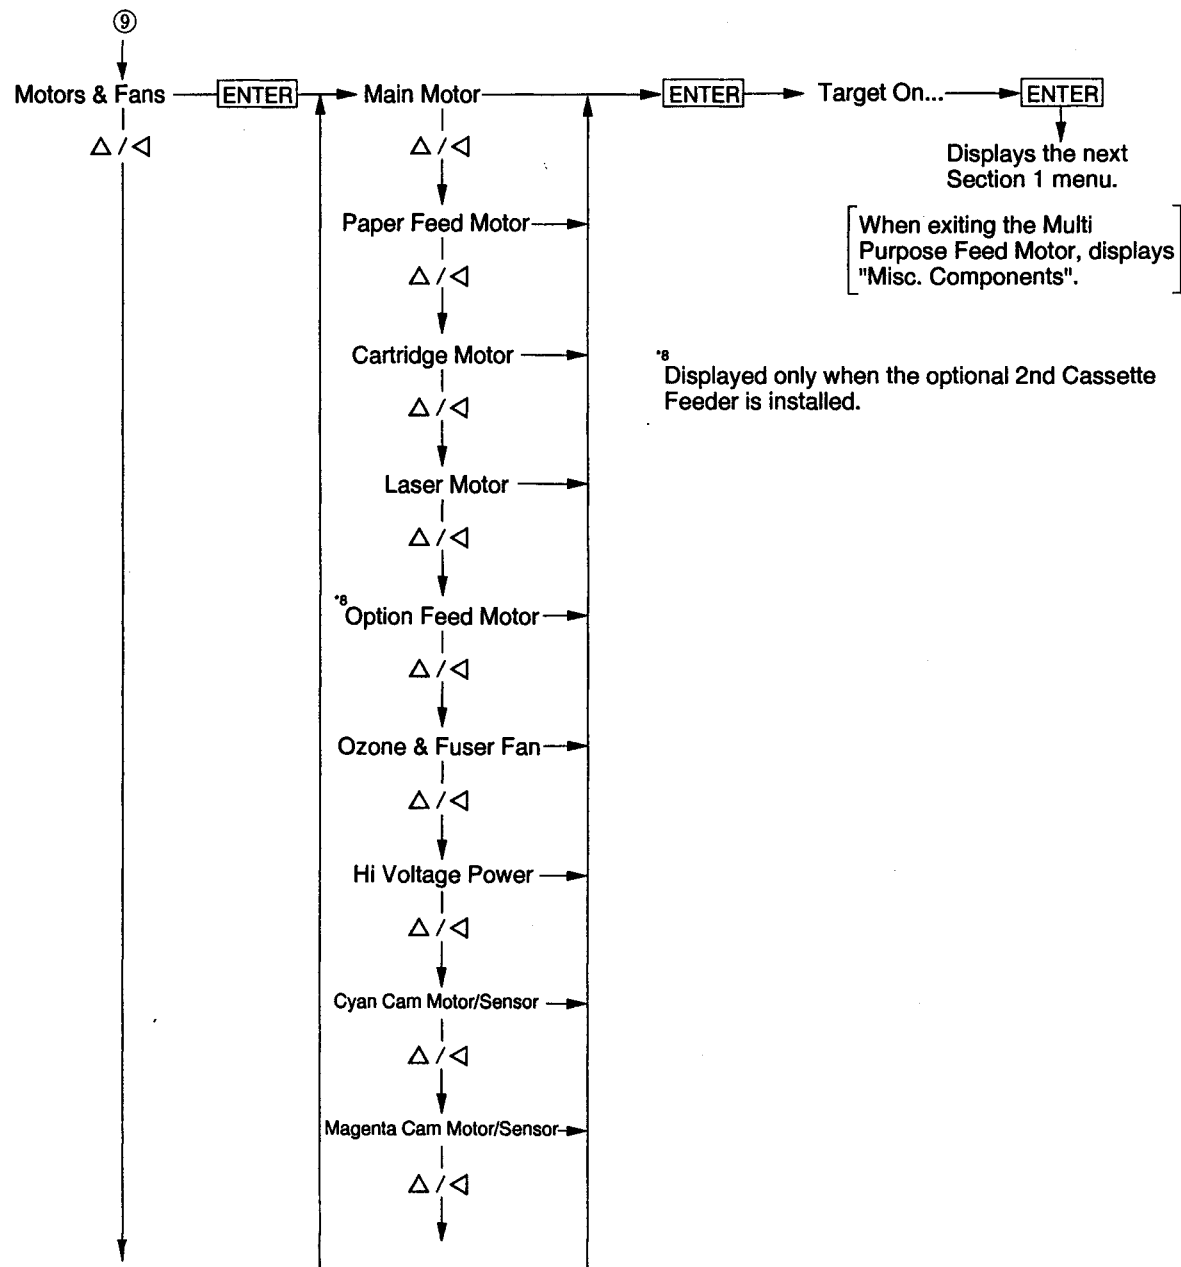 ⑨
Motors & Fans ENTER Main Motor ENTER Target On... ENTER
△ / ◁ △ / ◁
Displays the next
Section 1 menu.
Paper Feed Motor
When exiting the Multi
Purpose Feed Motor, displays
"Misc. Components".
△ / ◁
Cartridge Motor
*8
Displayed only when the optional 2nd Cassette
Feeder is installed.
△ / ◁
Laser Motor
△ / ◁
*8 Option Feed Motor
△ / ◁
Ozone & Fuser Fan
△ / ◁
Hi Voltage Power
△ / ◁
Cyan Cam Motor/Sensor
△ / ◁
Magenta Cam Motor/Sensor
△ / ◁